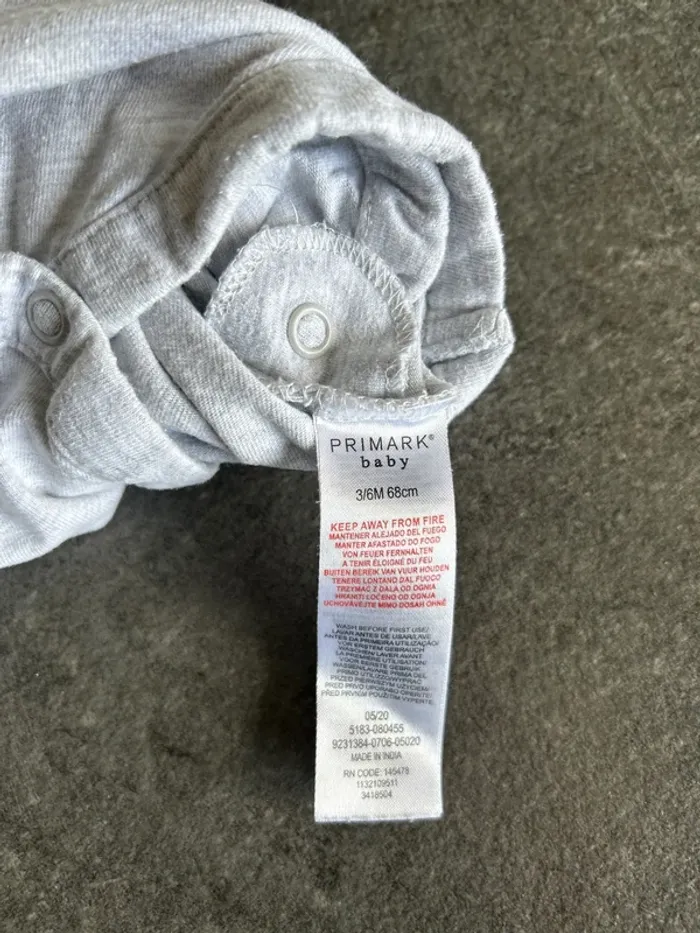 PRIMARK®
baby
3/6M 68cm
KEEP AWAY FROM FIRE
MANTENER ALEJADO DEL FUEGO
MANTER AFASTADO DO FOGO
VON FEUER FERNHALTEN
A TENIR ÉLOIGNÉ DU FEU
BUITEN BEREIK VAN VUUR HOUDEN
TENERE LONTANO DAL FUOCO
TRZYMAĆ Z DALA OD OGNIA
HRANITI LOČENO OD OGNJA
UCHOVÁVEJTE MIMO DOSAH OHNĚ
WASH BEFORE FIRST USE/
LAVAR ANTES DE USAR/LAVE
ANTES DA PRIMEIRA UTILIZAÇÃO/
VOR ERSTEM GEBRAUCH
WASCHEN/LAVER AVANT
LA PREMIÈRE UTILISATION/
VOOR EERSTE GEBRUIK
WASSEN/LAVARE PRIMA DEL
PRIMO UTILIZZO/WYPRAĆ
PRZED PIERWSZYM UŻYCIEM/
PRED PRVO UPORABO OPERITE/
PŘED PRVNÍM POUŽITÍM VYPERTE
05/20
5183-080455
9231384-0706-05020
MADE IN INDIA
RN CODE: 145478
1132109511
3418504